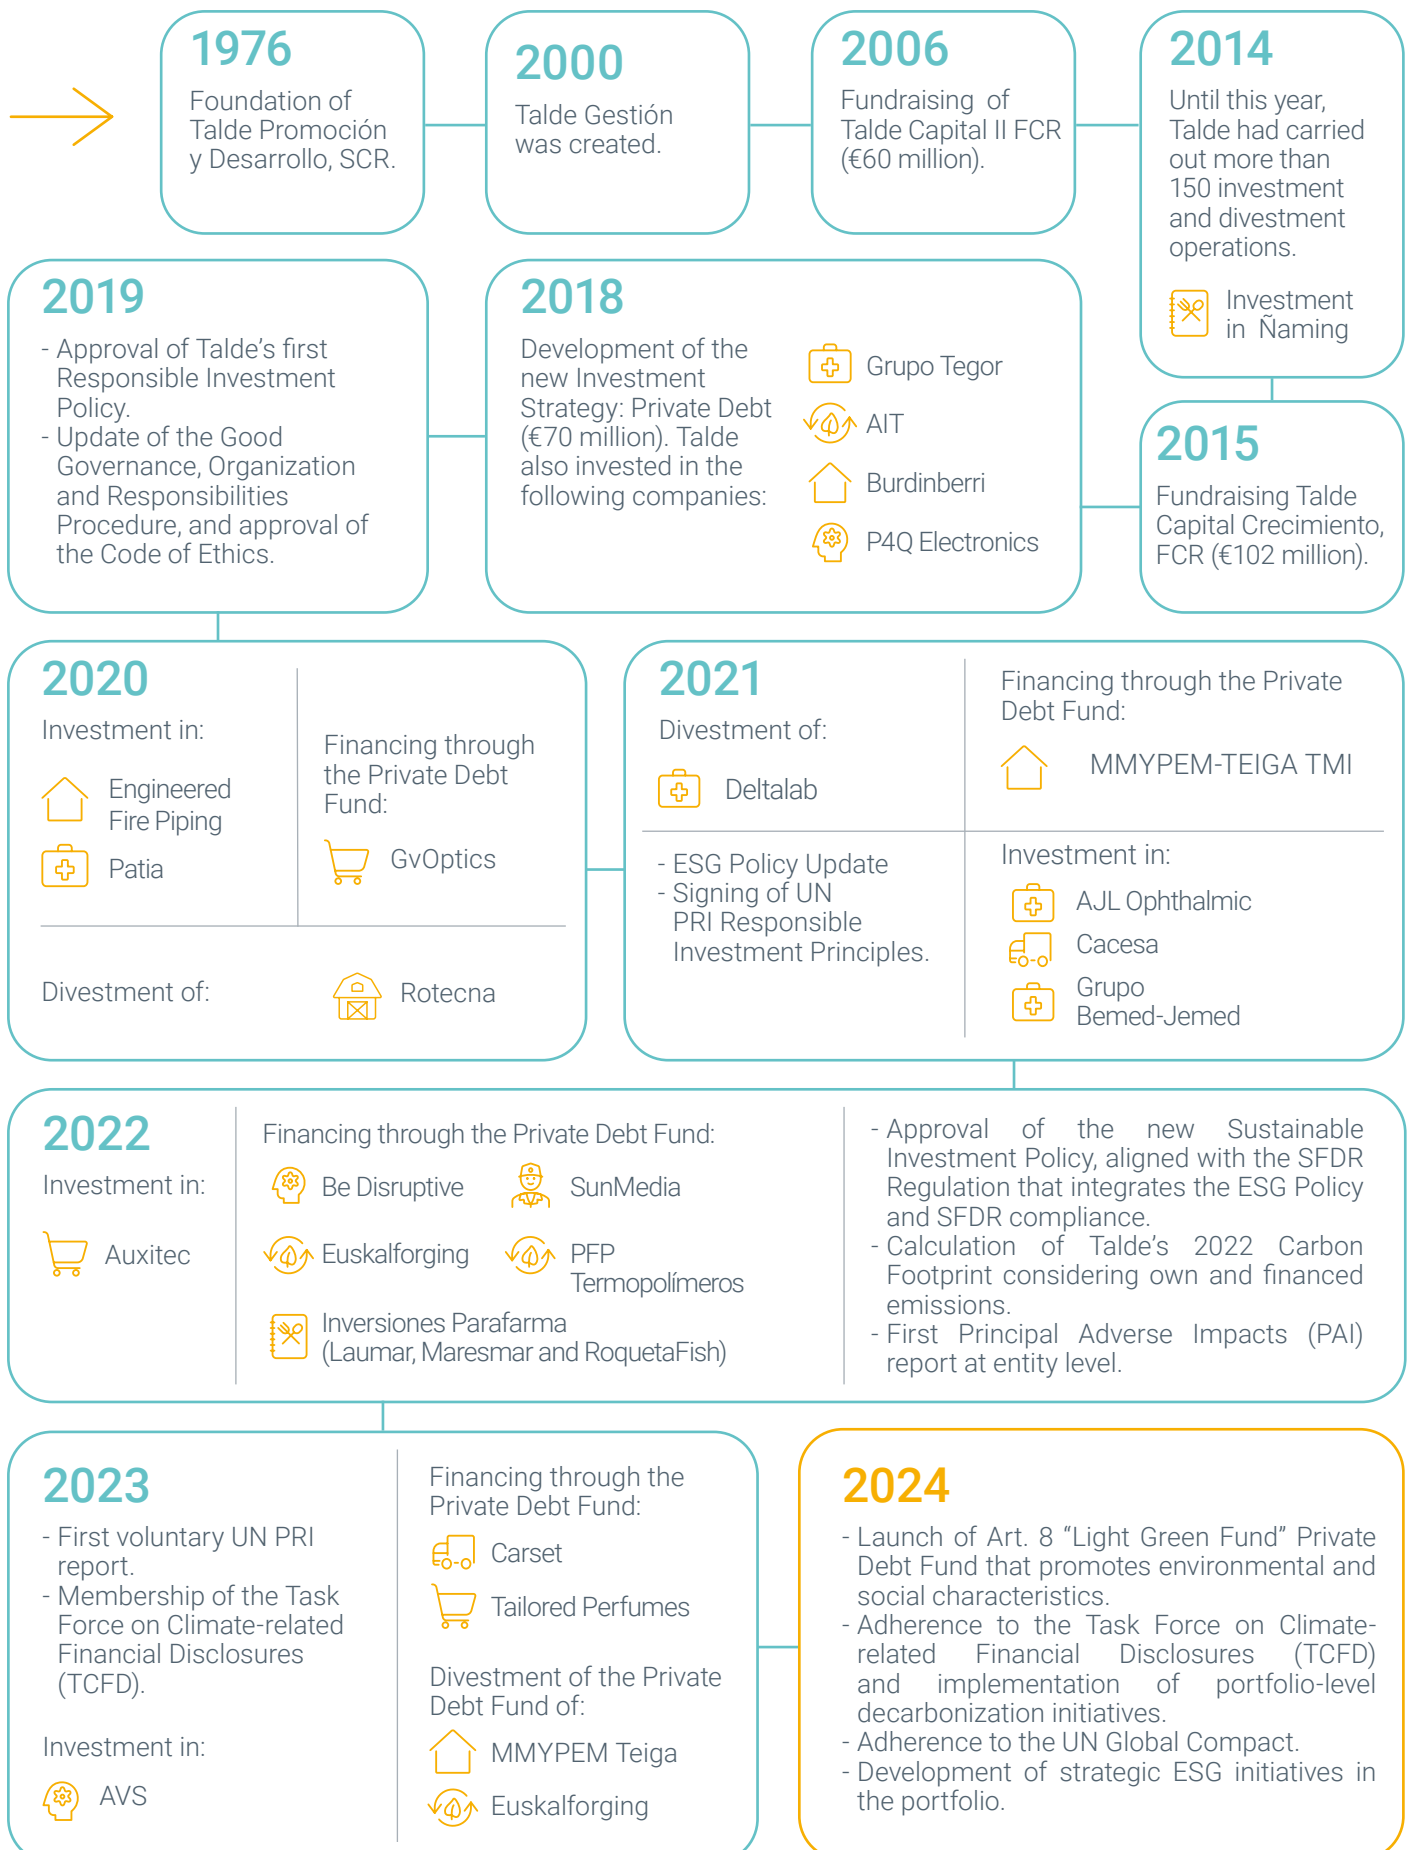 1976
Foundation of
Talde Promoción
y Desarrollo, SCR.
2000
Talde Gestión
was created.
2006
Fundraising of
Talde Capital II FCR
(€60 million).
2014
Until this year,
Talde had carried
out more than
150 investment
and divestment
operations.
Investment
in Ñaming
2015
Fundraising Talde
Capital Crecimiento,
FCR (€102 million).
2018
Development of the
new Investment
Strategy: Private Debt
(€70 million). Talde
also invested in the
following companies:
Grupo Tegor
AIT
Burdinberri
P4Q Electronics
2019
- Approval of Talde's first
Responsible Investment
Policy.
- Update of the Good
Governance, Organization
and Responsibilities
Procedure, and approval of
the Code of Ethics.
2020
Investment in:
Engineered
Fire Piping
Patia
Financing through
the Private Debt
Fund:
GvOptics
Divestment of:
Rotecna
2021
Divestment of:
Deltalab
Financing through the Private
Debt Fund:
MMYPEM-TEIGA TMI
- ESG Policy Update
- Signing of UN
PRI Responsible
Investment Principles.
Investment in:
AJL Ophthalmic
Cacesa
Grupo
Bemed-Jemed
2022
Investment in:
Auxitec
Financing through the Private Debt Fund:
Be Disruptive
SunMedia
Euskalforging
PFP
Termopolímeros
Inversiones Parafarma
(Laumar, Maresmar and RoquetaFish)
- Approval of the new Sustainable
Investment Policy, aligned with the SFDR
Regulation that integrates the ESG Policy
and SFDR compliance.
- Calculation of Talde's 2022 Carbon
Footprint considering own and financed
emissions.
- First Principal Adverse Impacts (PAI)
report at entity level.
2023
- First voluntary UN PRI
report.
- Membership of the Task
Force on Climate-related
Financial Disclosures
(TCFD).
Investment in:
AVS
Financing through the
Private Debt Fund:
Carset
Tailored Perfumes
Divestment of the Private
Debt Fund of:
MMYPEM Teiga
Euskalforging
2024
- Launch of Art. 8 “Light Green Fund” Private
Debt Fund that promotes environmental and
social characteristics.
- Adherence to the Task Force on Climate-
related Financial Disclosures (TCFD)
and implementation of portfolio-level
decarbonization initiatives.
- Adherence to the UN Global Compact.
- Development of strategic ESG initiatives in
the portfolio.